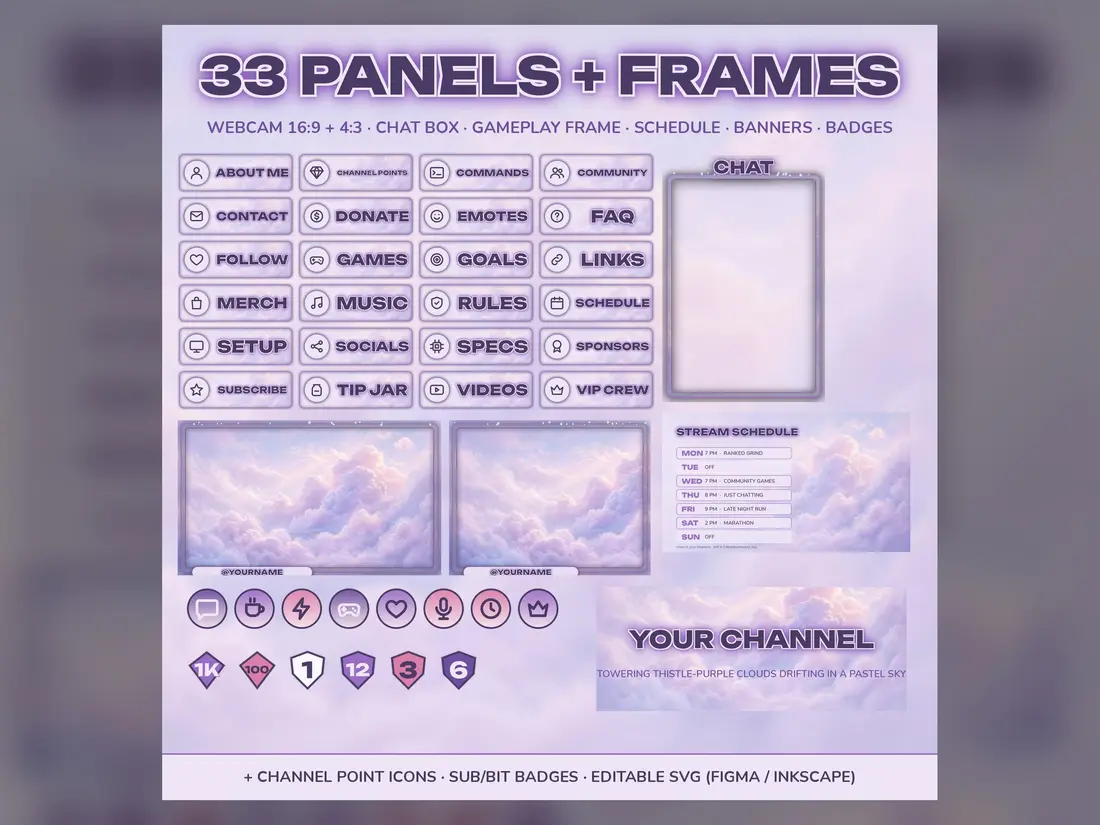 33 PANELS + FRAMES
WEBCAM 16:9 + 4:3 · CHAT BOX · GAMEPLAY FRAME · SCHEDULE · BANNERS · BADGES
ABOUT ME
CHANNEL POINTS
COMMANDS
COMMUNITY
CONTACT
DONATE
EMOTES
FAQ
FOLLOW
GAMES
GOALS
LINKS
MERCH
MUSIC
RULES
SCHEDULE
SETUP
SOCIALS
SPECS
SPONSORS
SUBSCRIBE
TIP JAR
VIDEOS
VIP CREW
CHAT
@YOURNAME
@YOURNAME
STREAM SCHEDULE
MON 7 PM · RANKED GRIND
TUE OFF
WED 7 PM · COMMUNITY GAMES
THU 8 PM · JUST CHATTING
FRI 9 PM · LATE NIGHT RUN
SAT 2 PM · MARATHON
SUN OFF
1K
100
1
12
3
6
YOUR CHANNEL
TOWERING THISTLE-PURPLE CLOUDS DRIFTING IN A PASTEL SKY
+ CHANNEL POINT ICONS · SUB/BIT BADGES · EDITABLE SVG (FIGMA / INKSCAPE)